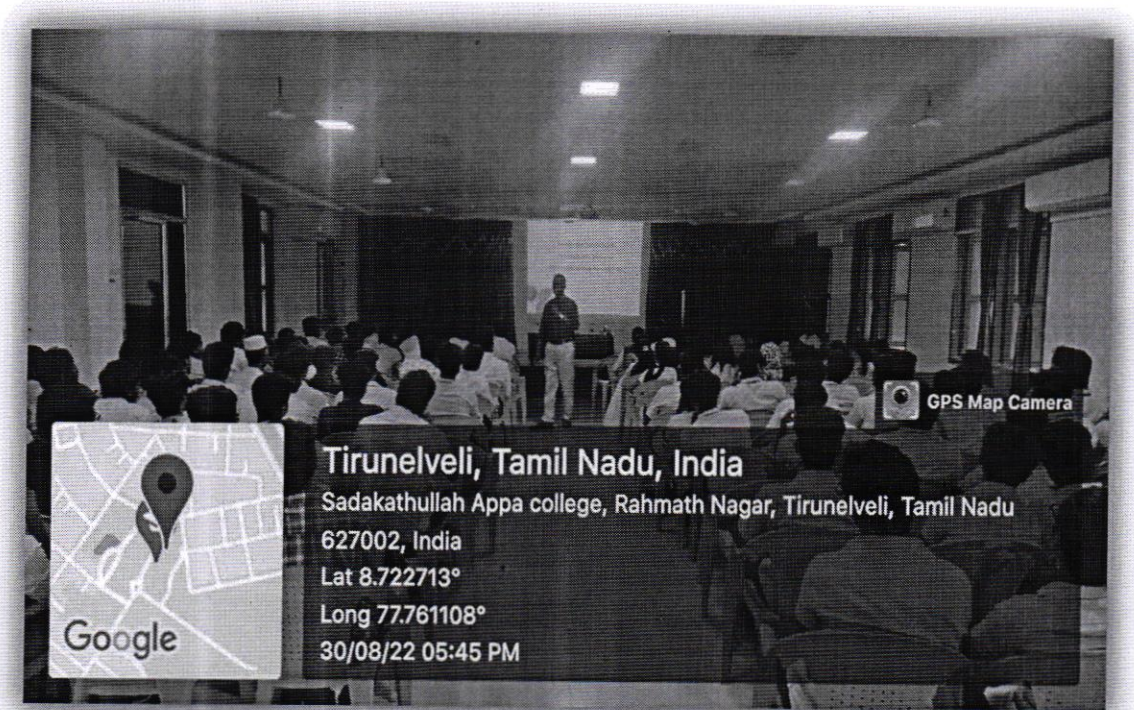 GPS Map Camera
Tirunelveli, Tamil Nadu, India
Sadakathullah Appa college, Rahmath Nagar, Tirunelveli, Tamil Nadu
627002, India
Lat 8.722713°
Long 77.761108°
30/08/22 05:45 PM
Google